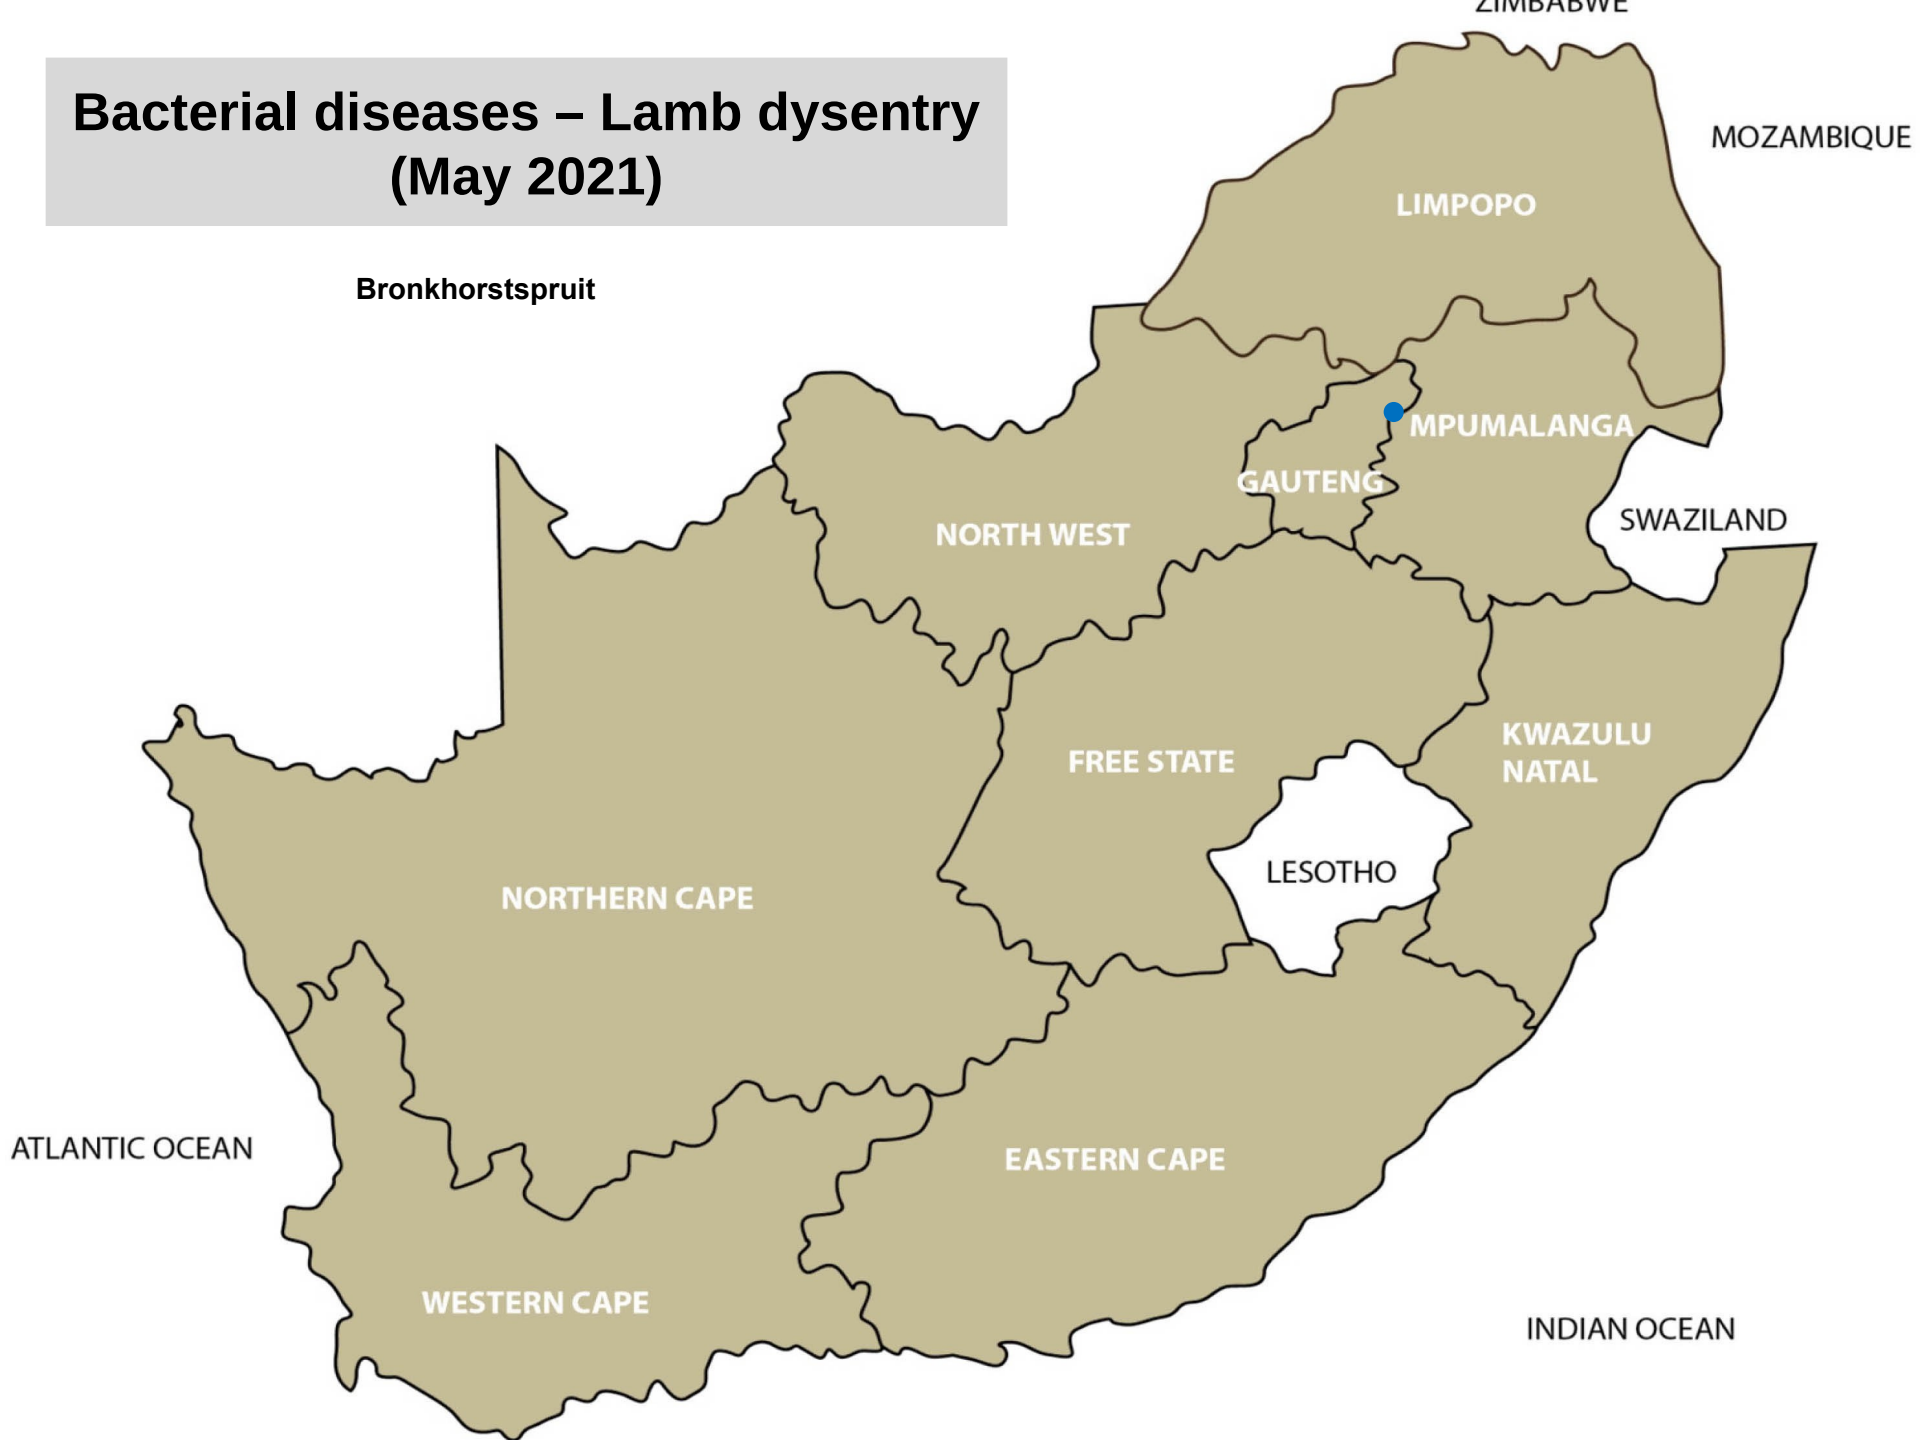 ZIMBABWE
Bacterial diseases – Lamb dysentry
(May 2021)
MOZAMBIQUE
LIMPOPO
Bronkhorstspruit
MPUMALANGA
GAUTENG
SWAZILAND
NORTH WEST
KWAZULU
NATAL
FREE STATE
LESOTHO
NORTHERN CAPE
ATLANTIC OCEAN
EASTERN CAPE
WESTERN CAPE
INDIAN OCEAN